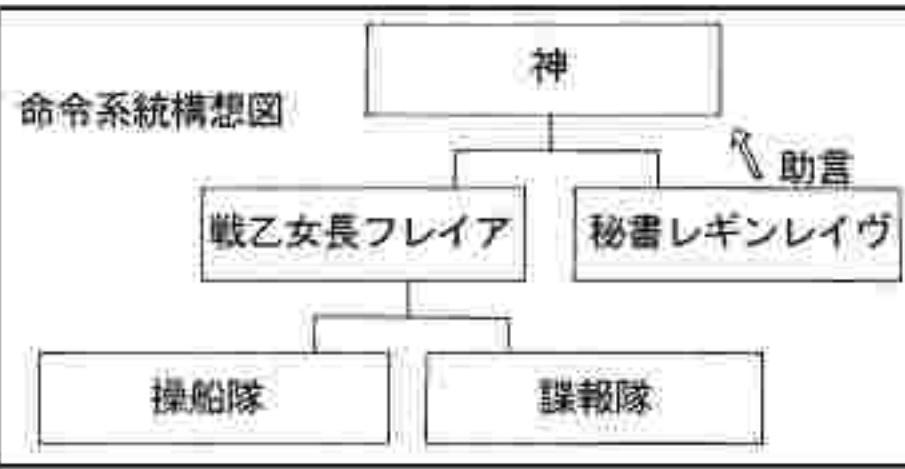 神
命令系統構想図
助言
戦乙女長フレイア
秘書レギンレイヴ
操船隊
諜報隊